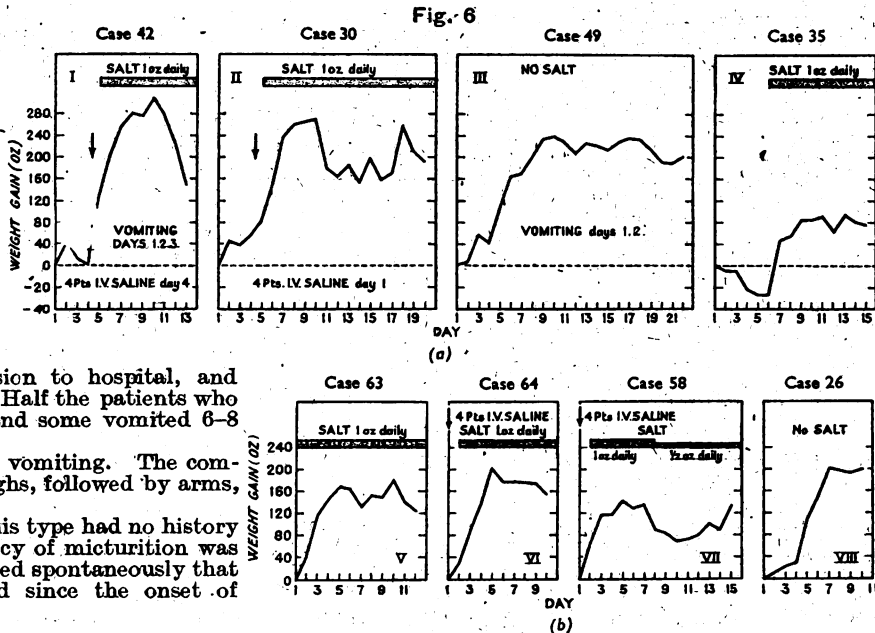 Fig. 6
Case 42
Case 30
Case 49
Case 35
I
SALT 1oz daily
II
SALT 1oz daily
III
NO SALT
IV
SALT 1oz daily
WEIGHT GAIN (OZ)
280
240
200
160
120
80
40
0
-20
-40
VOMITING
DAYS 1.2.3.
4 Pts I.V. SALINE day 4
4 Pts. I.V. SALINE day 1
VOMITING days 1.2.
1 3 5 7 9 11 13
1 3 5 7 9 11 13 15 17 19
1 3 5 7 9 11 13 15 17 19 21
1 3 5 7 9 11 13 15
DAY
(a)
sion to hospital, and
Half the patients who
nd some vomited 6–8
vomiting. The com-
ghs, followed by arms,
his type had no history
cy of micturition was
ed spontaneously that
d since the onset of
Case 63
Case 64
Case 58
Case 26
SALT 1oz daily
4 Pts I.V. SALINE
SALT 1oz daily
4 Pts I.V. SALINE
SALT
1oz daily
½oz daily
No SALT
WEIGHT GAIN (OZ)
240
200
160
120
80
40
0
V
VI
VII
VIII
1 3 5 7 9 11
1 3 5 7 9
1 3 5 7 9 11 13 15
1 3 5 7 9 11
DAY
(b)